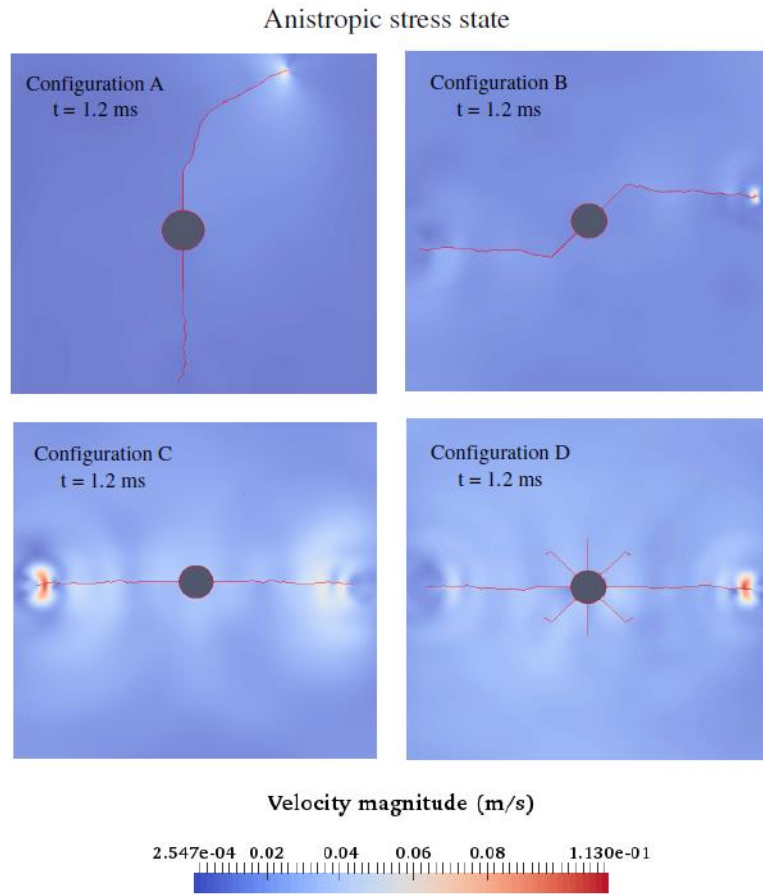 Anistropic stress state
Configuration A
t = 1.2 ms
Configuration B
t = 1.2 ms
Configuration C
t = 1.2 ms
Configuration D
t = 1.2 ms
Velocity magnitude (m/s)
2.547e-04 0.02 0.04 0.06 0.08 1.130e-01